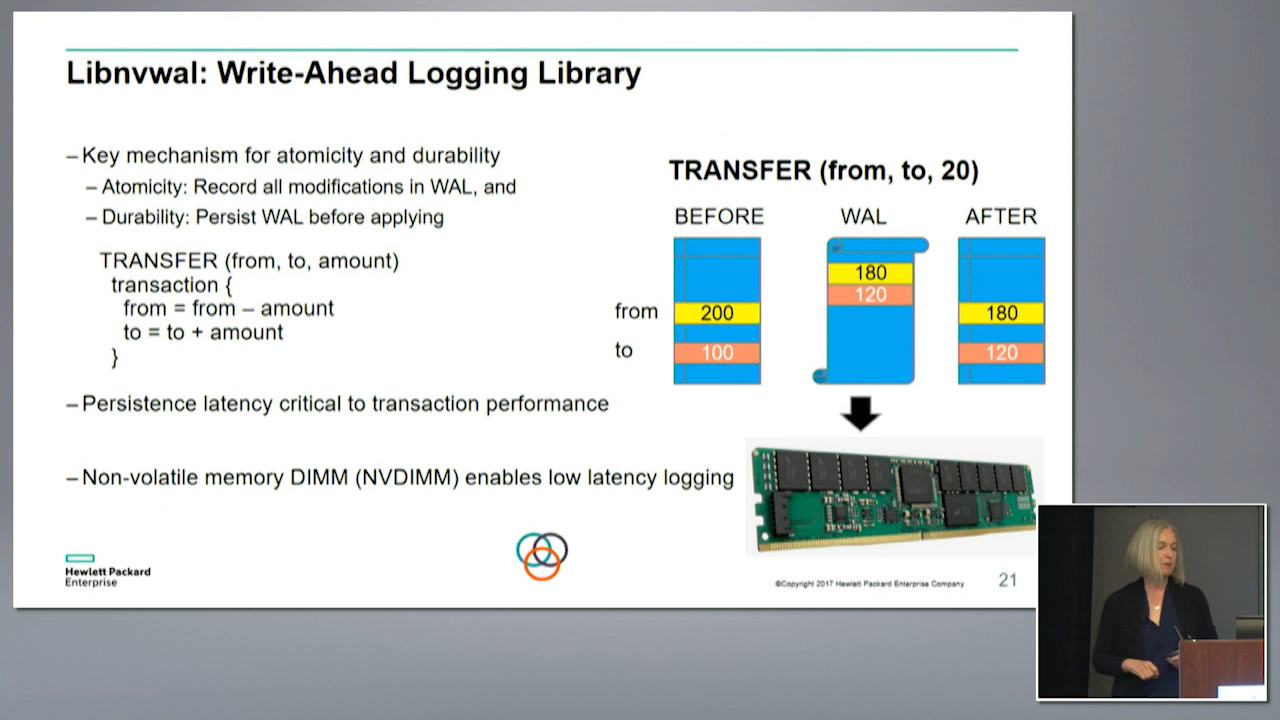 Libnvwal: Write-Ahead Logging Library
– Key mechanism for atomicity and durability
– Atomicity: Record all modifications in WAL, and
– Durability: Persist WAL before applying
TRANSFER (from, to, amount)
transaction {
from = from – amount
to = to + amount
}
– Persistence latency critical to transaction performance
– Non-volatile memory DIMM (NVDIMM) enables low latency logging
TRANSFER (from, to, 20)
BEFORE WAL AFTER
180
120
from 200 180
to 100 120
Hewlett Packard
Enterprise
©Copyright 2017 Hewlett Packard Enterprise Company 21